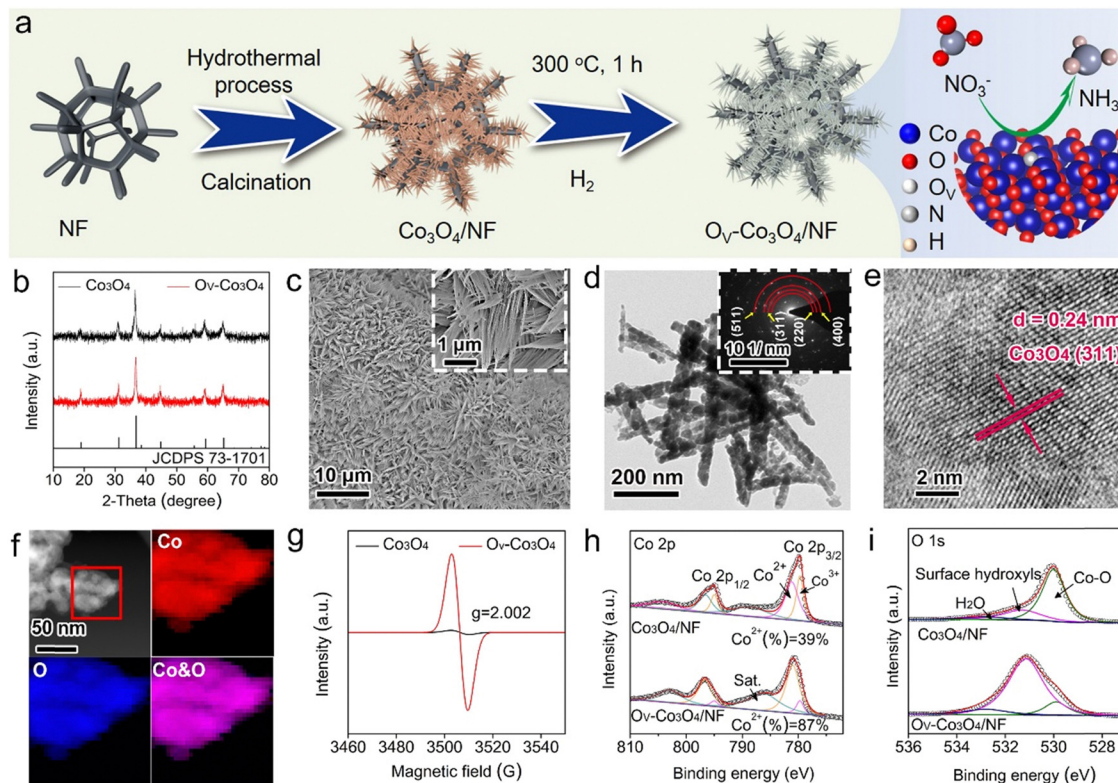 a
Hydrothermal
process
Calcination
NF
Co₃O₄/NF
300 °C, 1 h
H₂
Oᵥ-Co₃O₄/NF
NO₃⁻
NH₃
Co
O
Oᵥ
N
H
b
Co₃O₄
Oᵥ-Co₃O₄
Intensity (a.u.)
JCDPS 73-1701
10 20 30 40 50 60 70 80
2-Theta (degree)
c
1 µm
10 µm
d
(511)
(311)
(220)
(400)
10 1/ nm
200 nm
e
d = 0.24 nm
Co₃O₄ (311)
2 nm
f
50 nm
Co
O
Co&O
g
Co₃O₄
Oᵥ-Co₃O₄
g=2.002
Intensity (a.u.)
3460 3480 3500 3520 3540
Magnetic field (G)
h
Co 2p
Co 2p₃/₂
Co 2p₁/₂
Co²⁺
Co³⁺
Co₃O₄/NF
Co²⁺(%)=39%
Sat.
Oᵥ-Co₃O₄/NF
Co²⁺(%)=87%
Intensity (a.u.)
810 800 790 780
Binding energy (eV)
i
O 1s
Surface hydroxyls
Co-O
H₂O
Co₃O₄/NF
Oᵥ-Co₃O₄/NF
Intensity (a.u.)
536 534 532 530 528
Binding energy (eV)